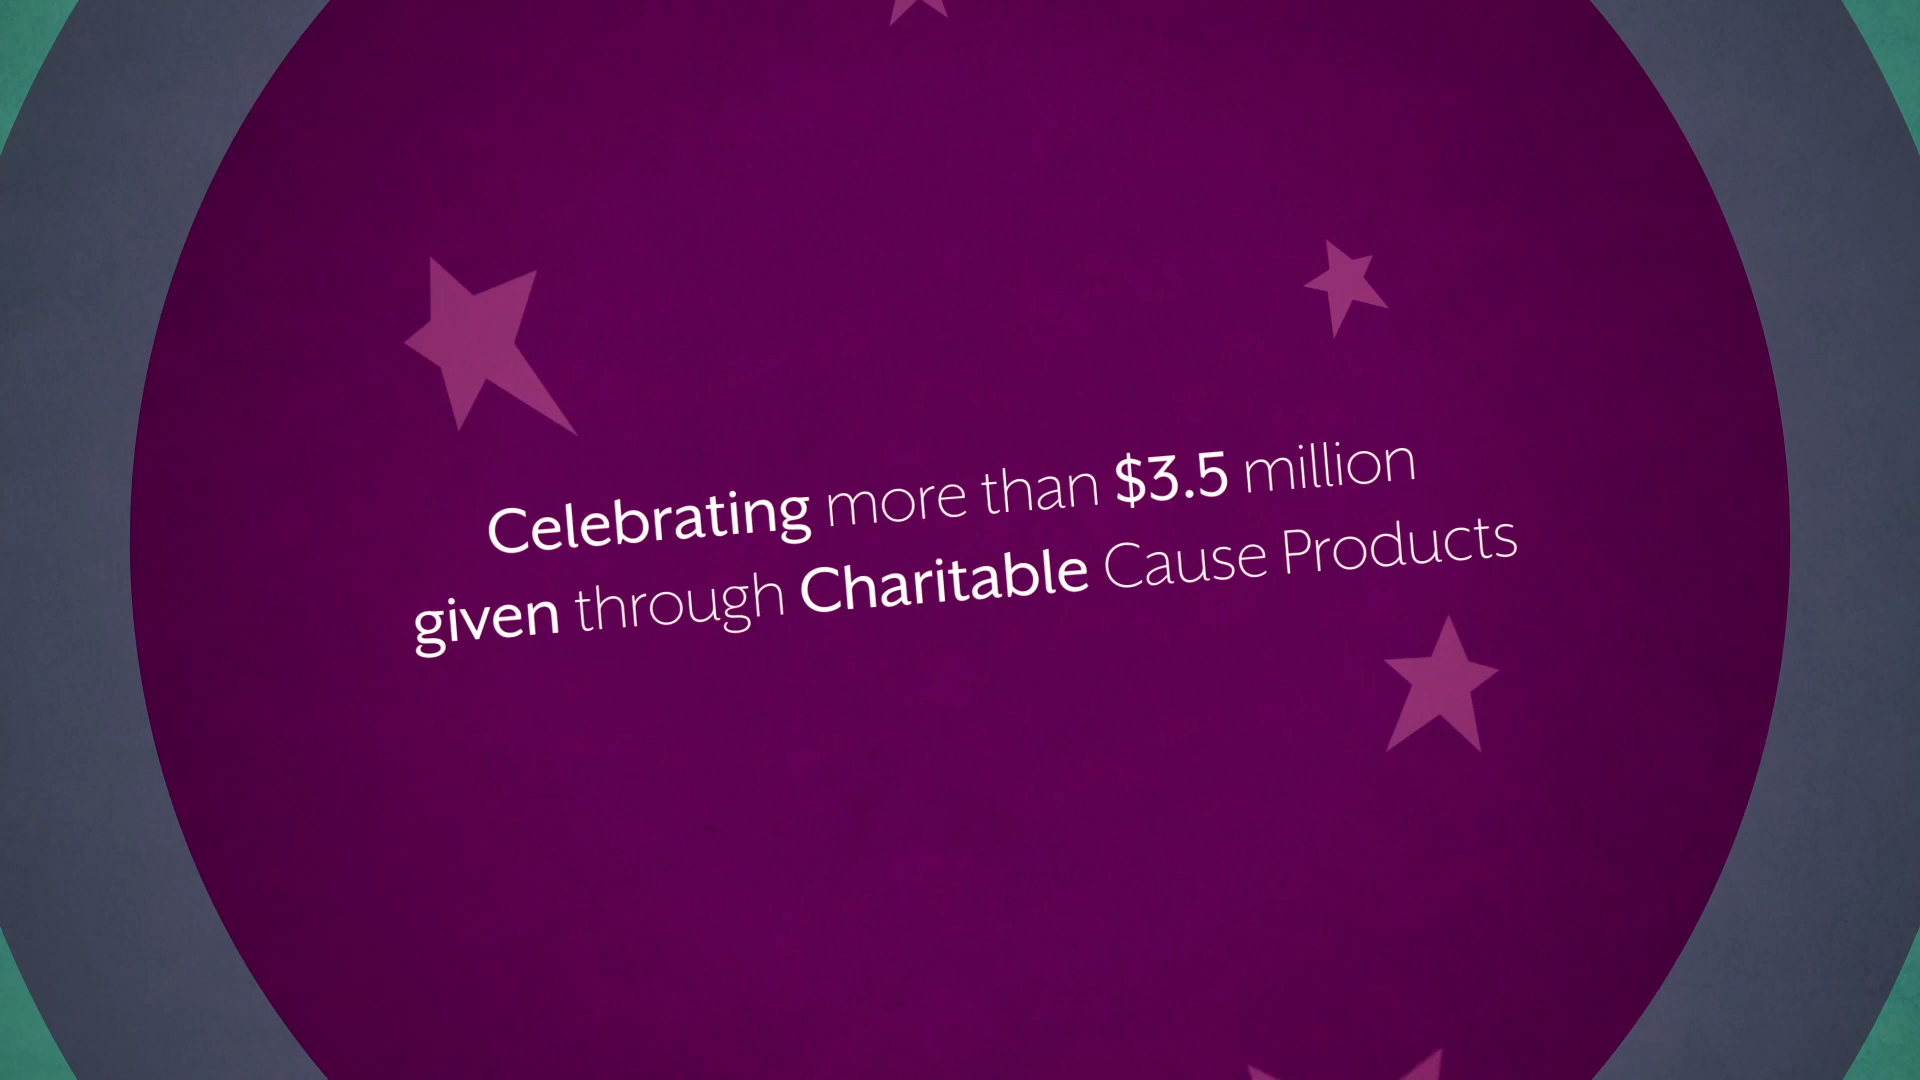 Celebrating more than $3.5 million
given through Charitable Cause Products